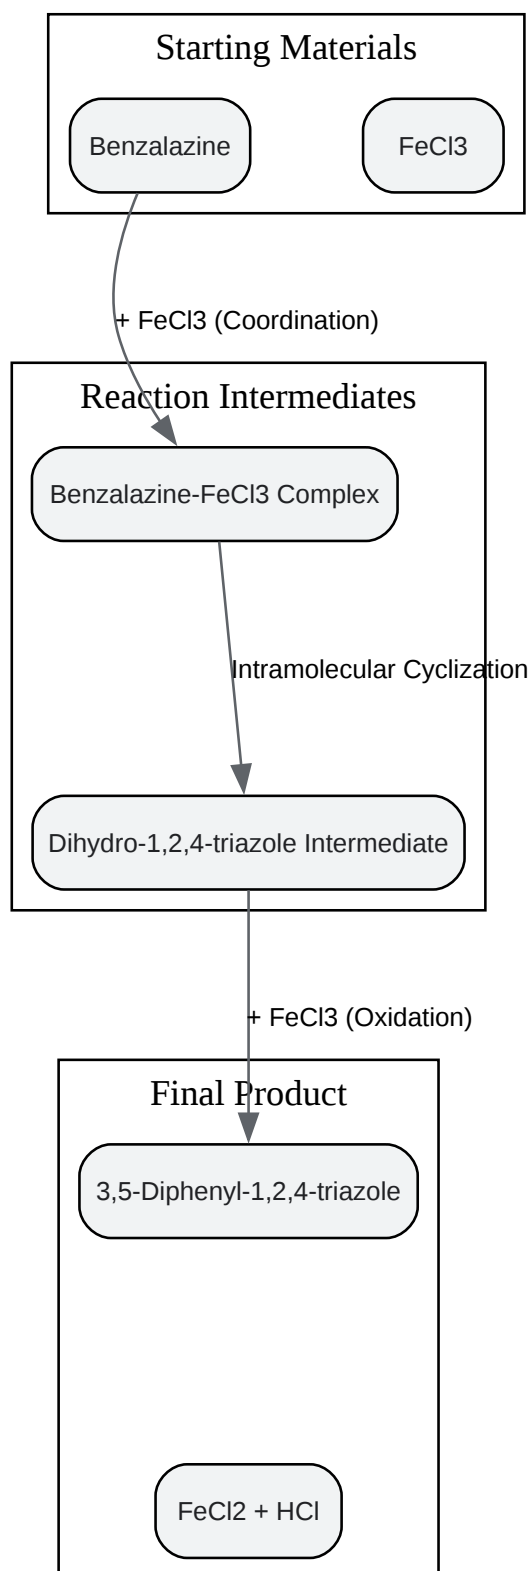 Starting Materials
Benzalazine
FeCl3
+ FeCl3 (Coordination)
Reaction Intermediates
Benzalazine-FeCl3 Complex
Intramolecular Cyclization
Dihydro-1,2,4-triazole Intermediate
+ FeCl3 (Oxidation)
Final Product
3,5-Diphenyl-1,2,4-triazole
FeCl2 + HCl